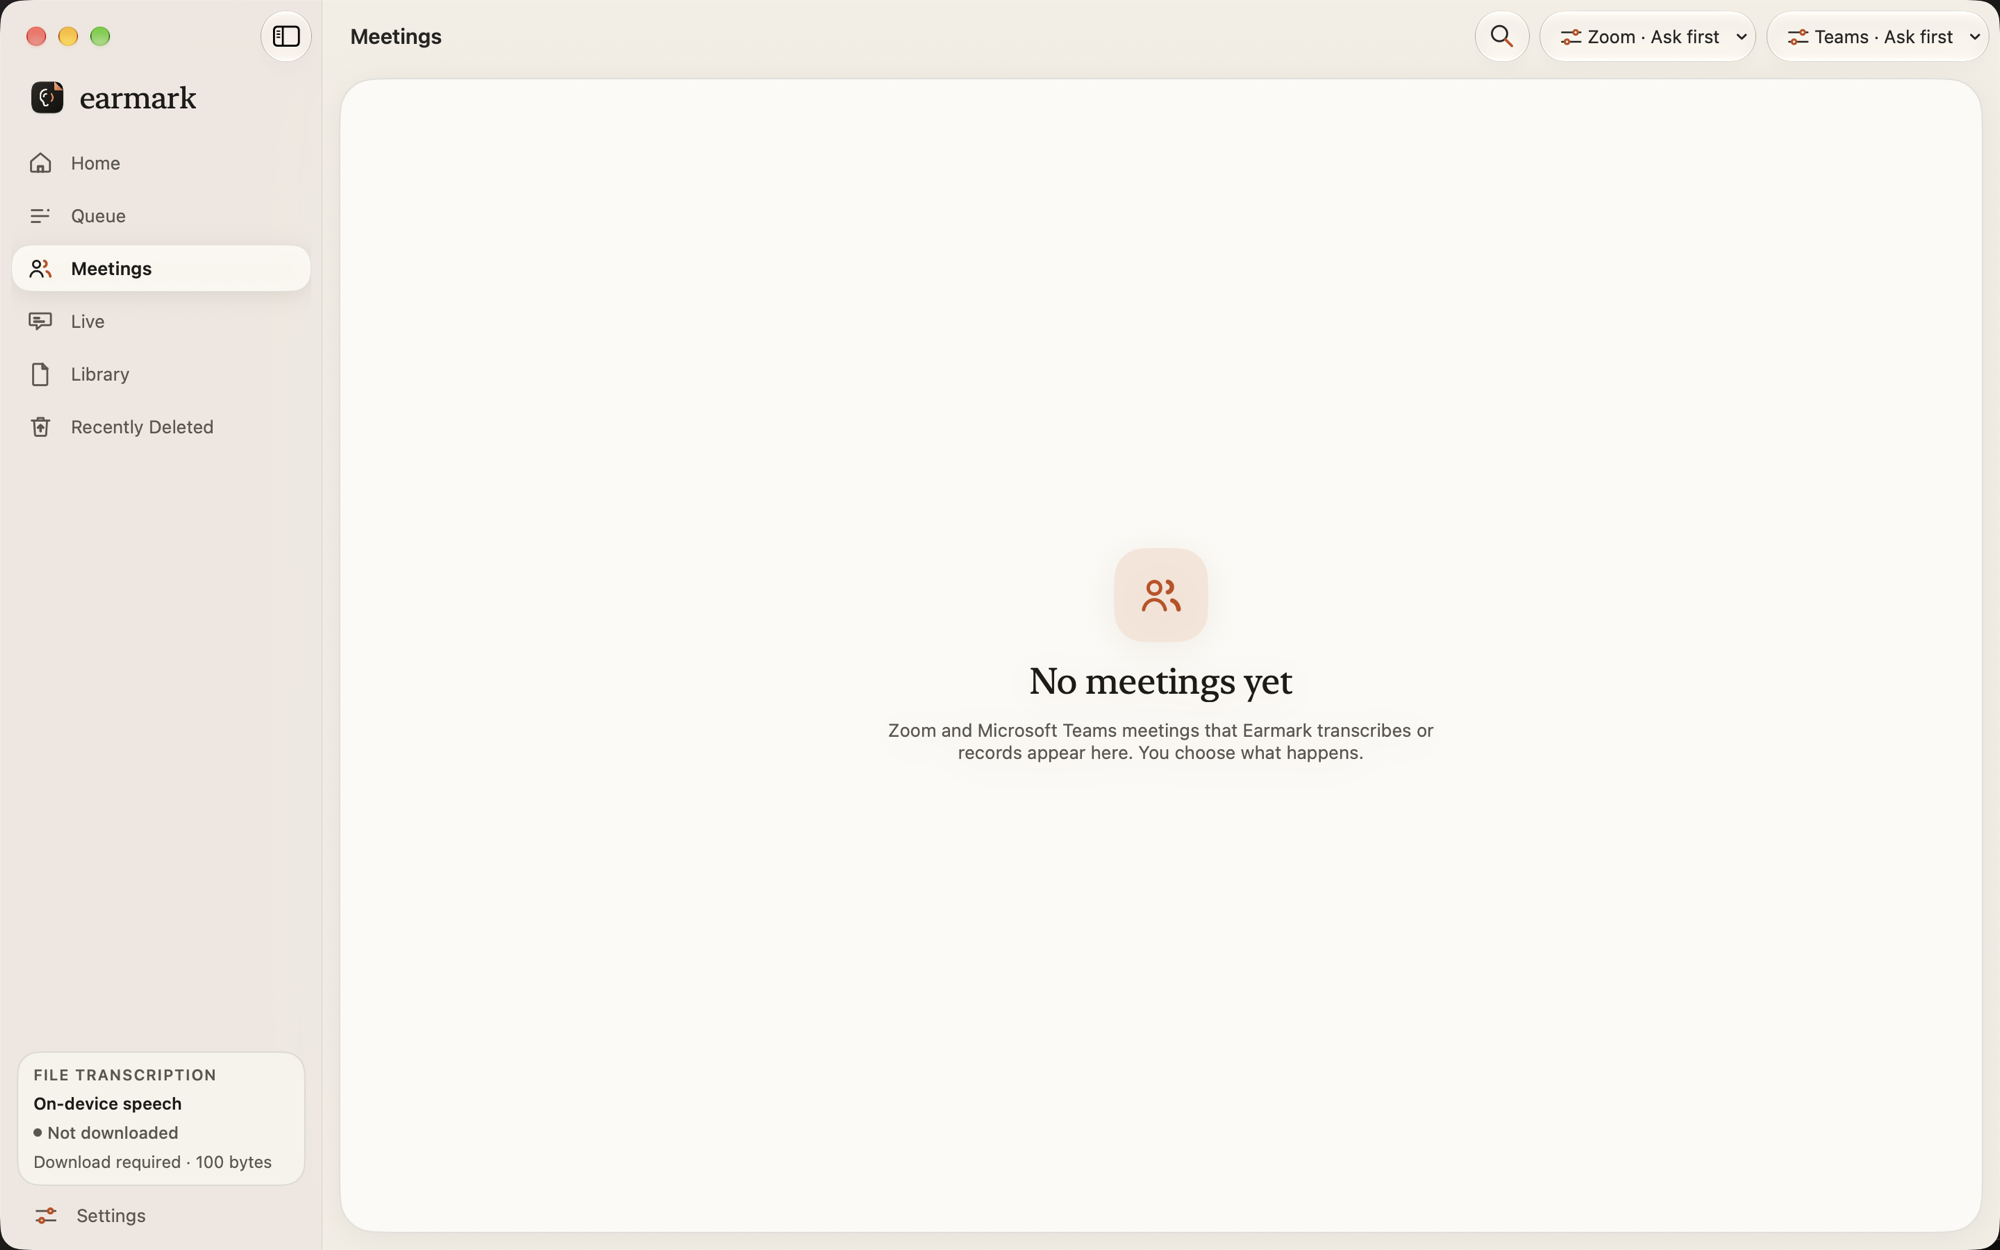 Meetings
Zoom · Ask first
Teams · Ask first
earmark
Home
Queue
Meetings
Live
Library
Recently Deleted
No meetings yet
Zoom and Microsoft Teams meetings that Earmark transcribes or
records appear here. You choose what happens.
FILE TRANSCRIPTION
On-device speech
Not downloaded
Download required · 100 bytes
Settings